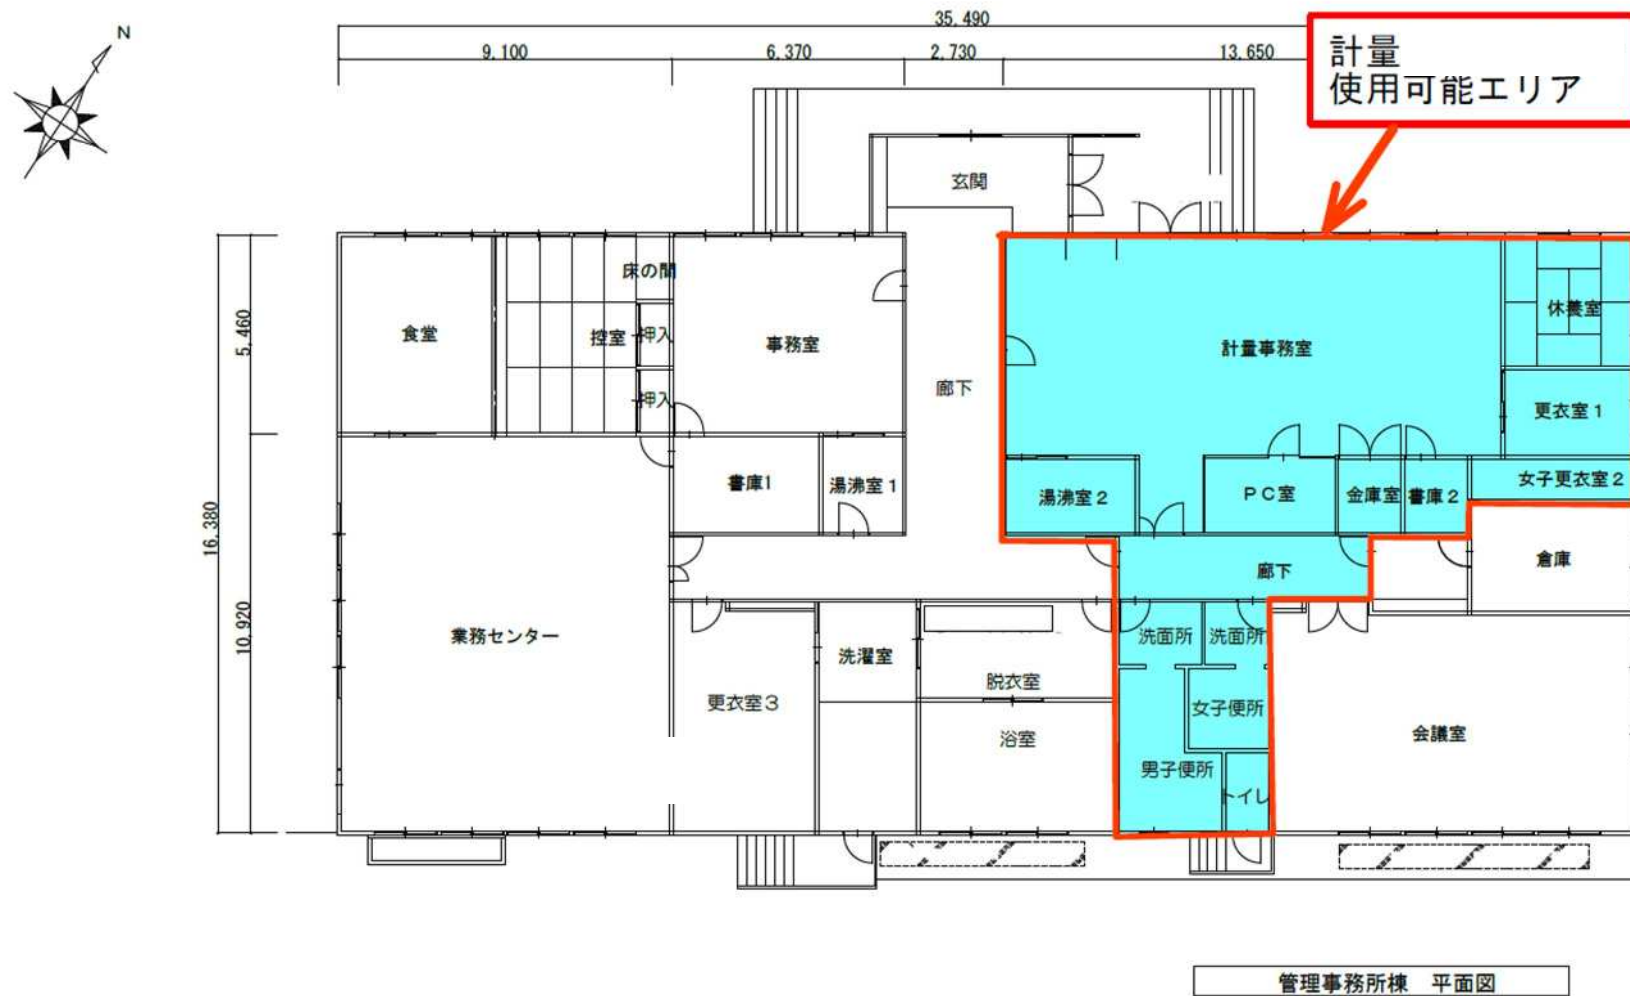 N
35,490
9,100
6,370
2,730
13,650
計量
使用可能エリア
玄関
床の間
食堂
控室
押入
押入
事務室
廊下
計量事務室
休養室
更衣室1
5,460
16,380
10,920
書庫1
湯沸室1
湯沸室2
PC室
金庫室
書庫2
女子更衣室2
倉庫
廊下
業務センター
更衣室3
洗濯室
脱衣室
浴室
洗面所
洗面所
女子便所
男子便所
トイレ
会議室
管理事務所棟 平面図